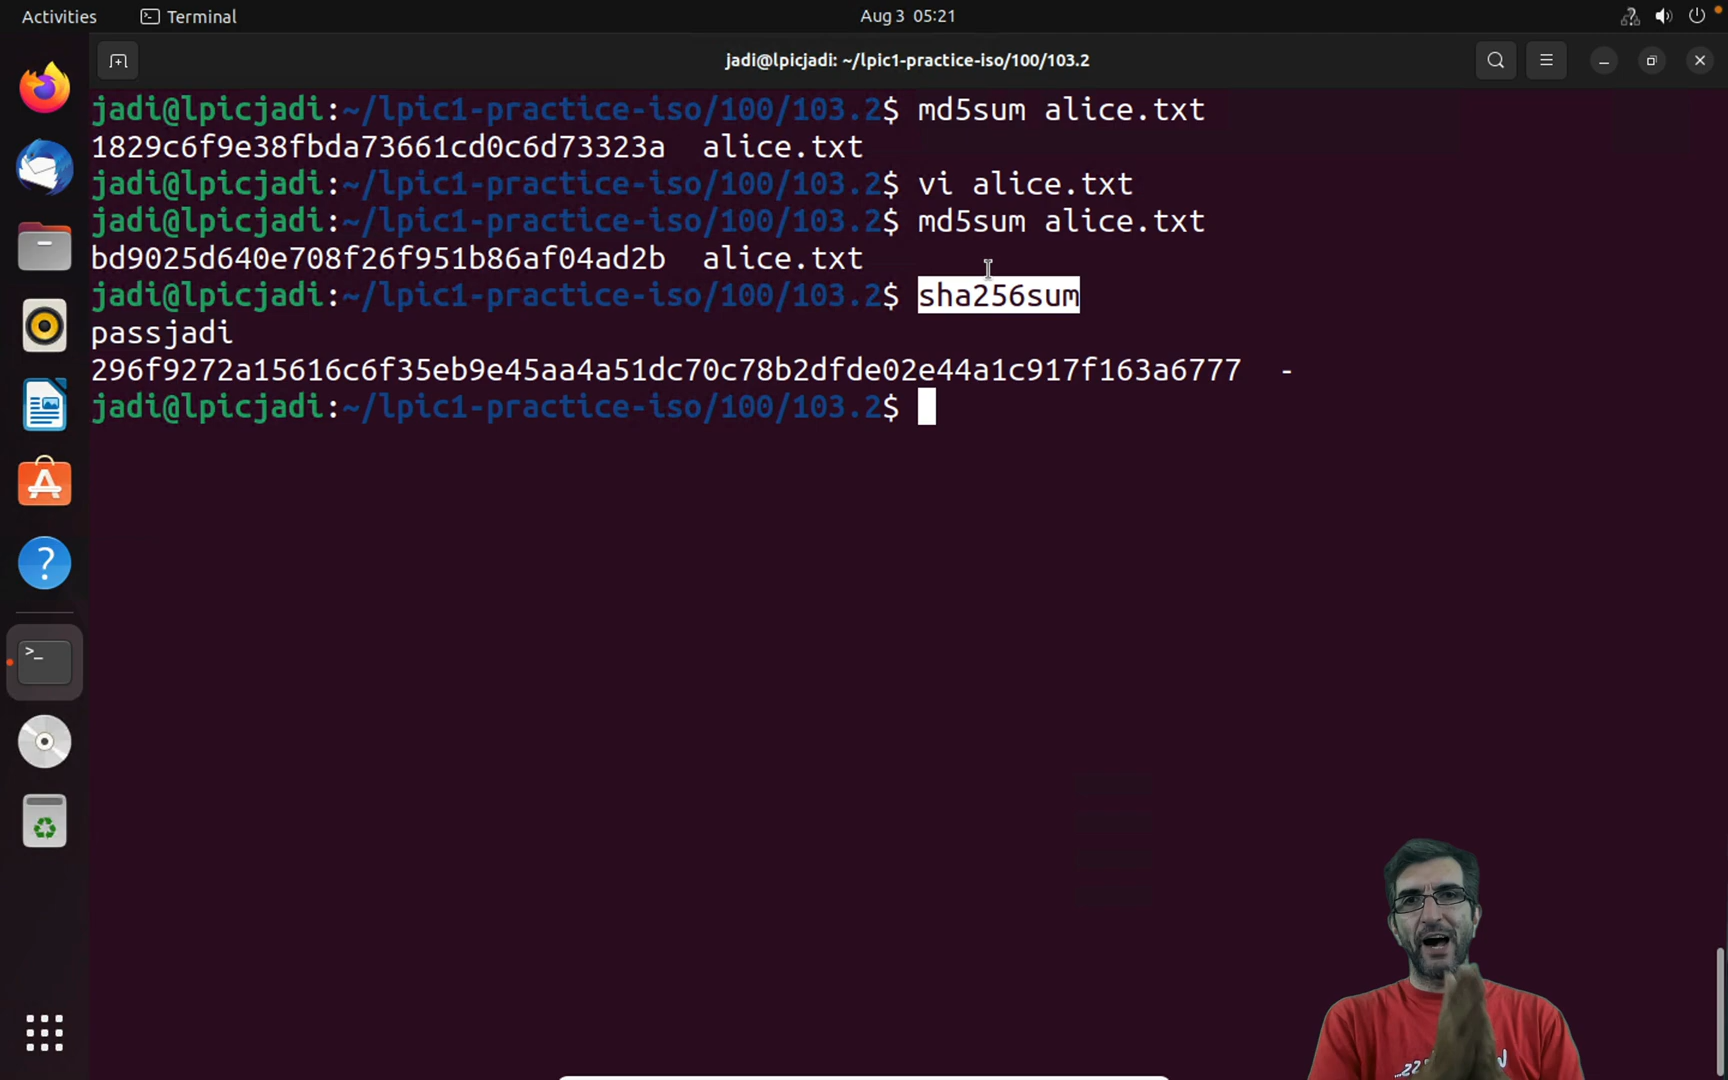 Activities
Terminal
Aug 3 05:21
jadi@lpicjadi: ~/lpic1-practice-iso/100/103.2
jadi@lpicjadi:~/lpic1-practice-iso/100/103.2$ md5sum alice.txt
1829c6f9e38fbda73661cd0c6d73323a  alice.txt
jadi@lpicjadi:~/lpic1-practice-iso/100/103.2$ vi alice.txt
jadi@lpicjadi:~/lpic1-practice-iso/100/103.2$ md5sum alice.txt
bd9025d640e708f26f951b86af04ad2b  alice.txt
jadi@lpicjadi:~/lpic1-practice-iso/100/103.2$ sha256sum
passjadi
296f9272a15616c6f35eb9e45aa4a51dc70c78b2dfde02e44a1c917f163a6777  -
jadi@lpicjadi:~/lpic1-practice-iso/100/103.2$